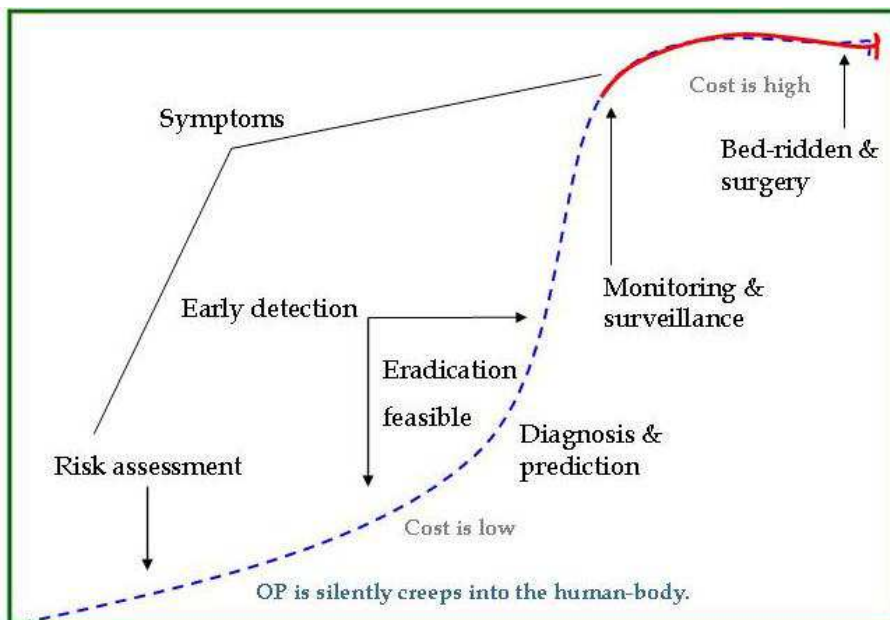 Cost is high
Symptoms
Bed-ridden &
surgery
Monitoring &
surveillance
Early detection
Eradication
feasible
Diagnosis &
prediction
Risk assessment
Cost is low
OP is silently creeps into the human-body.